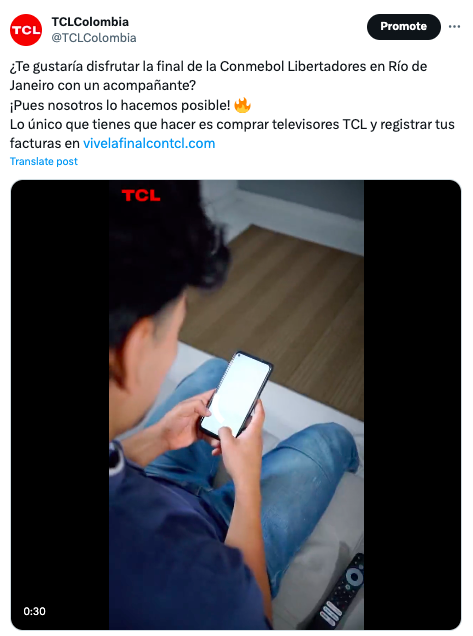 TCL
TCLColombia
@TCLColombia
Promote
¿Te gustaría disfrutar la final de la Conmebol Libertadores en Río de
Janeiro con un acompañante?
¡Pues nosotros lo hacemos posible! 🔥
Lo único que tienes que hacer es comprar televisores TCL y registrar tus
facturas en vivelafinalcontcl.com
Translate post
TCL
0:30